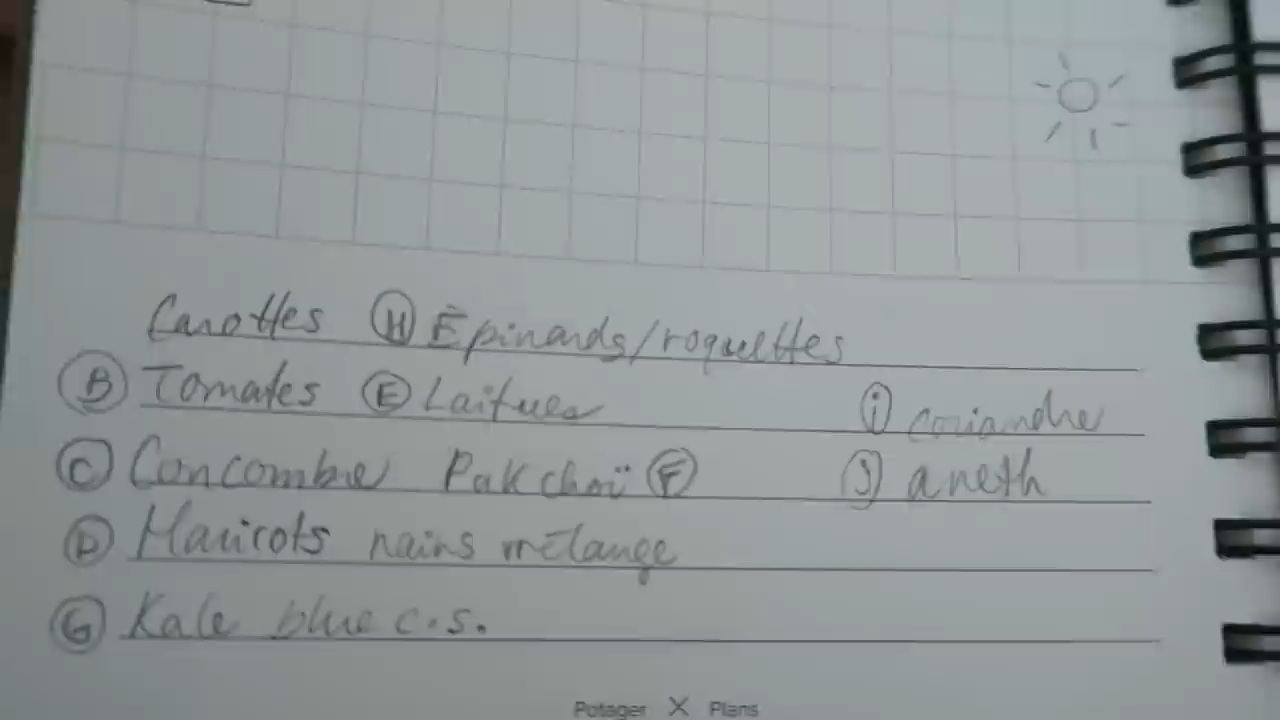 Carottes Ⓗ Épinards/roquettes
Ⓑ Tomates Ⓔ Laitues ⓘ coriandre
Ⓒ Concombre Pak choï Ⓕ Ⓙ aneth
Ⓓ Haricots nains mélange
Ⓖ Kale blue c.s.
Potager X Plans